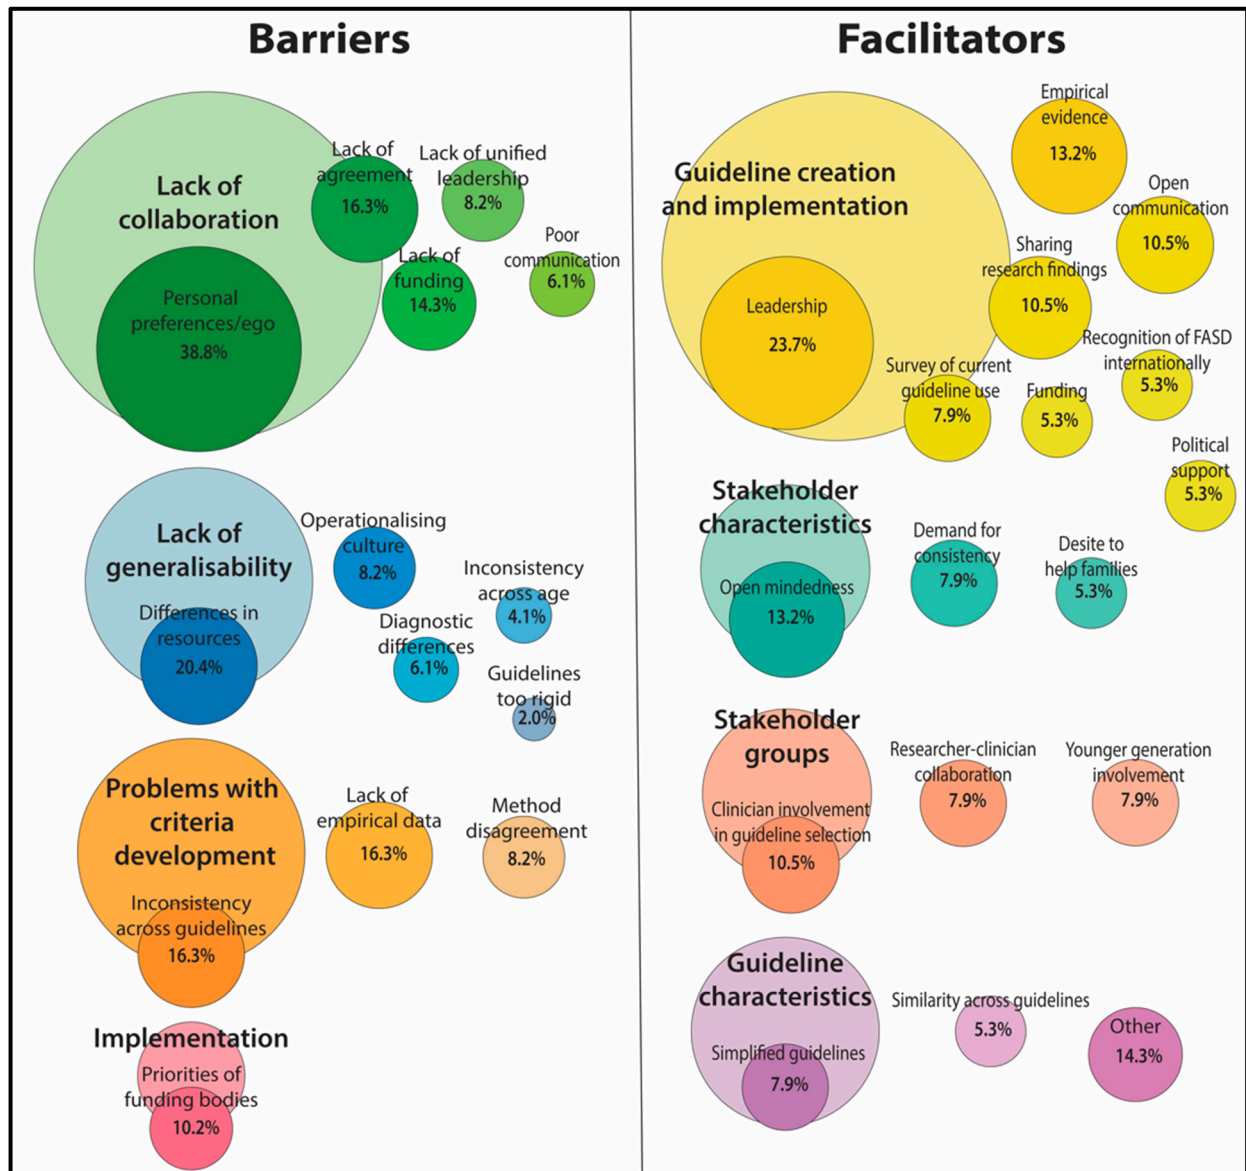 Barriers
Lack of
collaboration
Personal
preferences/ego
38.8%
Lack of
agreement
16.3%
Lack of unified
leadership
8.2%
Lack of
funding
14.3%
Poor
communication
6.1%
Lack of
generalisability
Differences in
resources
20.4%
Operationalising
culture
8.2%
Inconsistency
across age
4.1%
Diagnostic
differences
6.1%
Guidelines
too rigid
2.0%
Problems with
criteria
development
Inconsistency
across guidelines
16.3%
Lack of
empirical data
16.3%
Method
disagreement
8.2%
Implementation
Priorities of
funding bodies
10.2%
Facilitators
Guideline creation
and implementation
Leadership
23.7%
Empirical
evidence
13.2%
Open
communication
10.5%
Sharing
research findings
10.5%
Recognition of FASD
internationally
5.3%
Survey of current
guideline use
7.9%
Funding
5.3%
Political
support
5.3%
Stakeholder
characteristics
Open mindedness
13.2%
Demand for
consistency
7.9%
Desite to
help families
5.3%
Stakeholder
groups
Clinician involvement
in guideline selection
10.5%
Researcher-clinician
collaboration
7.9%
Younger generation
involvement
7.9%
Guideline
characteristics
Simplified guidelines
7.9%
Similarity across guidelines
5.3%
Other
14.3%